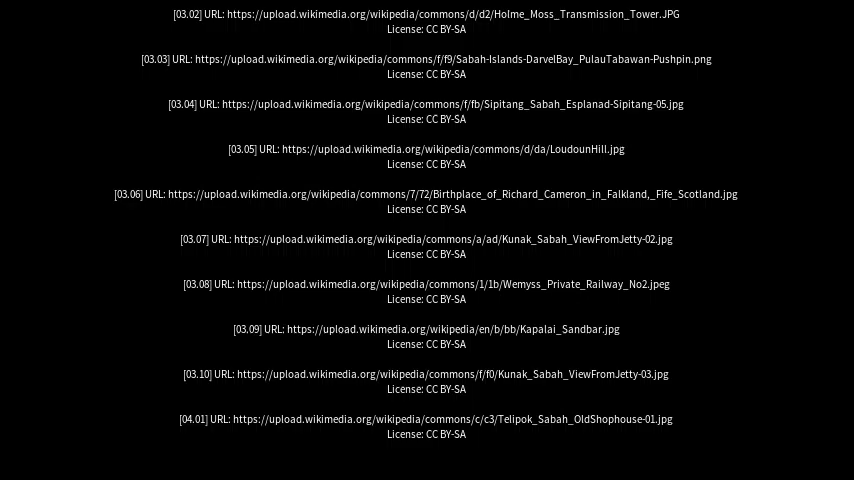 [03.02] URL: https://upload.wikimedia.org/wikipedia/commons/d/d2/Holme_Moss_Transmission_Tower.JPG
License: CC BY-SA
[03.03] URL: https://upload.wikimedia.org/wikipedia/commons/f/f9/Sabah-Islands-DarvelBay_PulauTabawan-Pushpin.png
License: CC BY-SA
[03.04] URL: https://upload.wikimedia.org/wikipedia/commons/f/fb/Sipitang_Sabah_Esplanad-Sipitang-05.jpg
License: CC BY-SA
[03.05] URL: https://upload.wikimedia.org/wikipedia/commons/d/da/LoudounHill.jpg
License: CC BY-SA
[03.06] URL: https://upload.wikimedia.org/wikipedia/commons/7/72/Birthplace_of_Richard_Cameron_in_Falkland,_Fife_Scotland.jpg
License: CC BY-SA
[03.07] URL: https://upload.wikimedia.org/wikipedia/commons/a/ad/Kunak_Sabah_ViewFromJetty-02.jpg
License: CC BY-SA
[03.08] URL: https://upload.wikimedia.org/wikipedia/commons/1/1b/Wemyss_Private_Railway_No2.jpeg
License: CC BY-SA
[03.09] URL: https://upload.wikimedia.org/wikipedia/en/b/bb/Kapalai_Sandbar.jpg
License: CC BY-SA
[03.10] URL: https://upload.wikimedia.org/wikipedia/commons/f/f0/Kunak_Sabah_ViewFromJetty-03.jpg
License: CC BY-SA
[04.01] URL: https://upload.wikimedia.org/wikipedia/commons/c/c3/Telipok_Sabah_OldShophouse-01.jpg
License: CC BY-SA